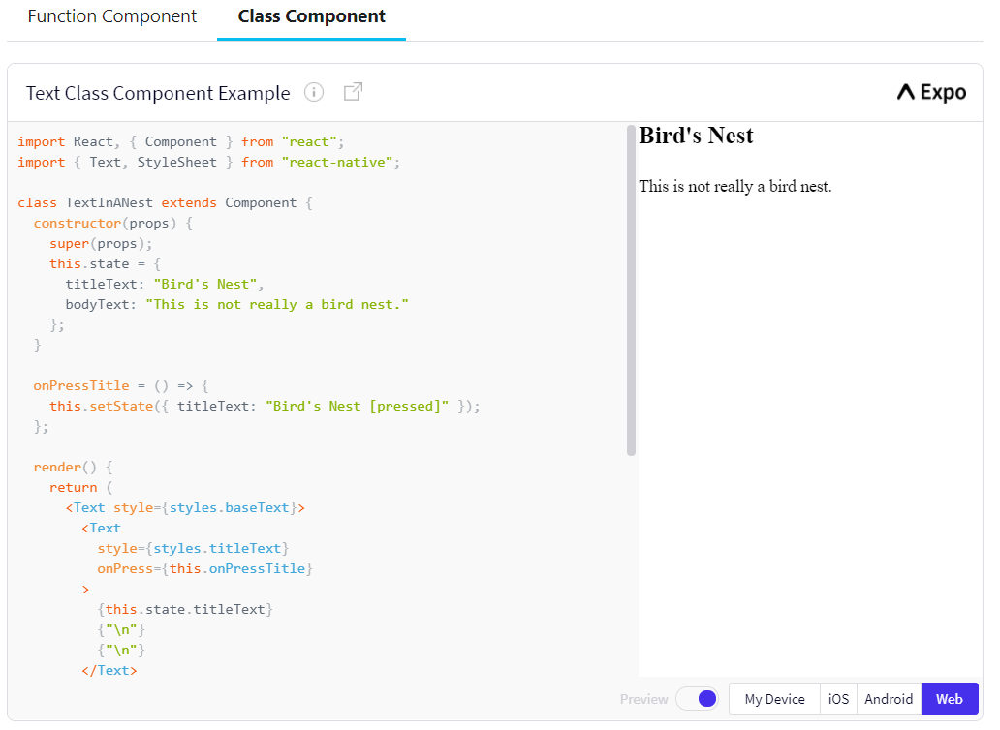 Function Component Class Component
Text Class Component Example
Expo
import React, { Component } from "react";
import { Text, StyleSheet } from "react-native";
class TextInANest extends Component {
  constructor(props) {
    super(props);
    this.state = {
      titleText: "Bird's Nest",
      bodyText: "This is not really a bird nest."
    };
  }
  onPressTitle = () => {
    this.setState({ titleText: "Bird's Nest [pressed]" });
  };
  render() {
    return (
      <Text style={styles.baseText}>
        <Text
          style={styles.titleText}
          onPress={this.onPressTitle}
        >
          {this.state.titleText}
          {"\n"}
          {"\n"}
        </Text>
Bird's Nest
This is not really a bird nest.
Preview My Device iOS Android Web